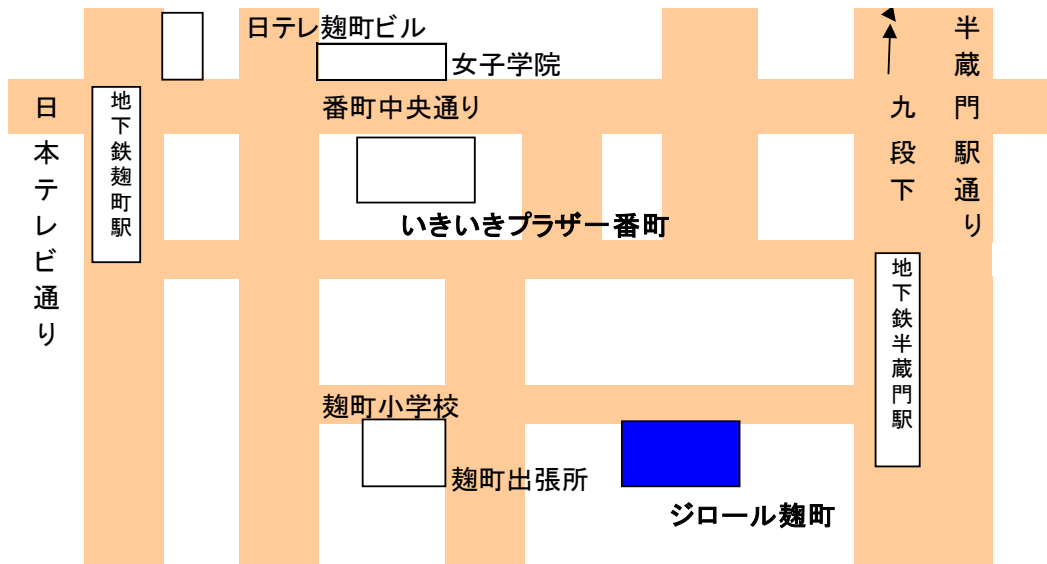 日テレ麹町ビル
女子学院
番町中央通り
日本テレビ通り
地下鉄麹町駅
いきいきプラザ一番町
九段下
半蔵門駅通り
地下鉄半蔵門駅
麹町小学校
麹町出張所
ジロール麹町